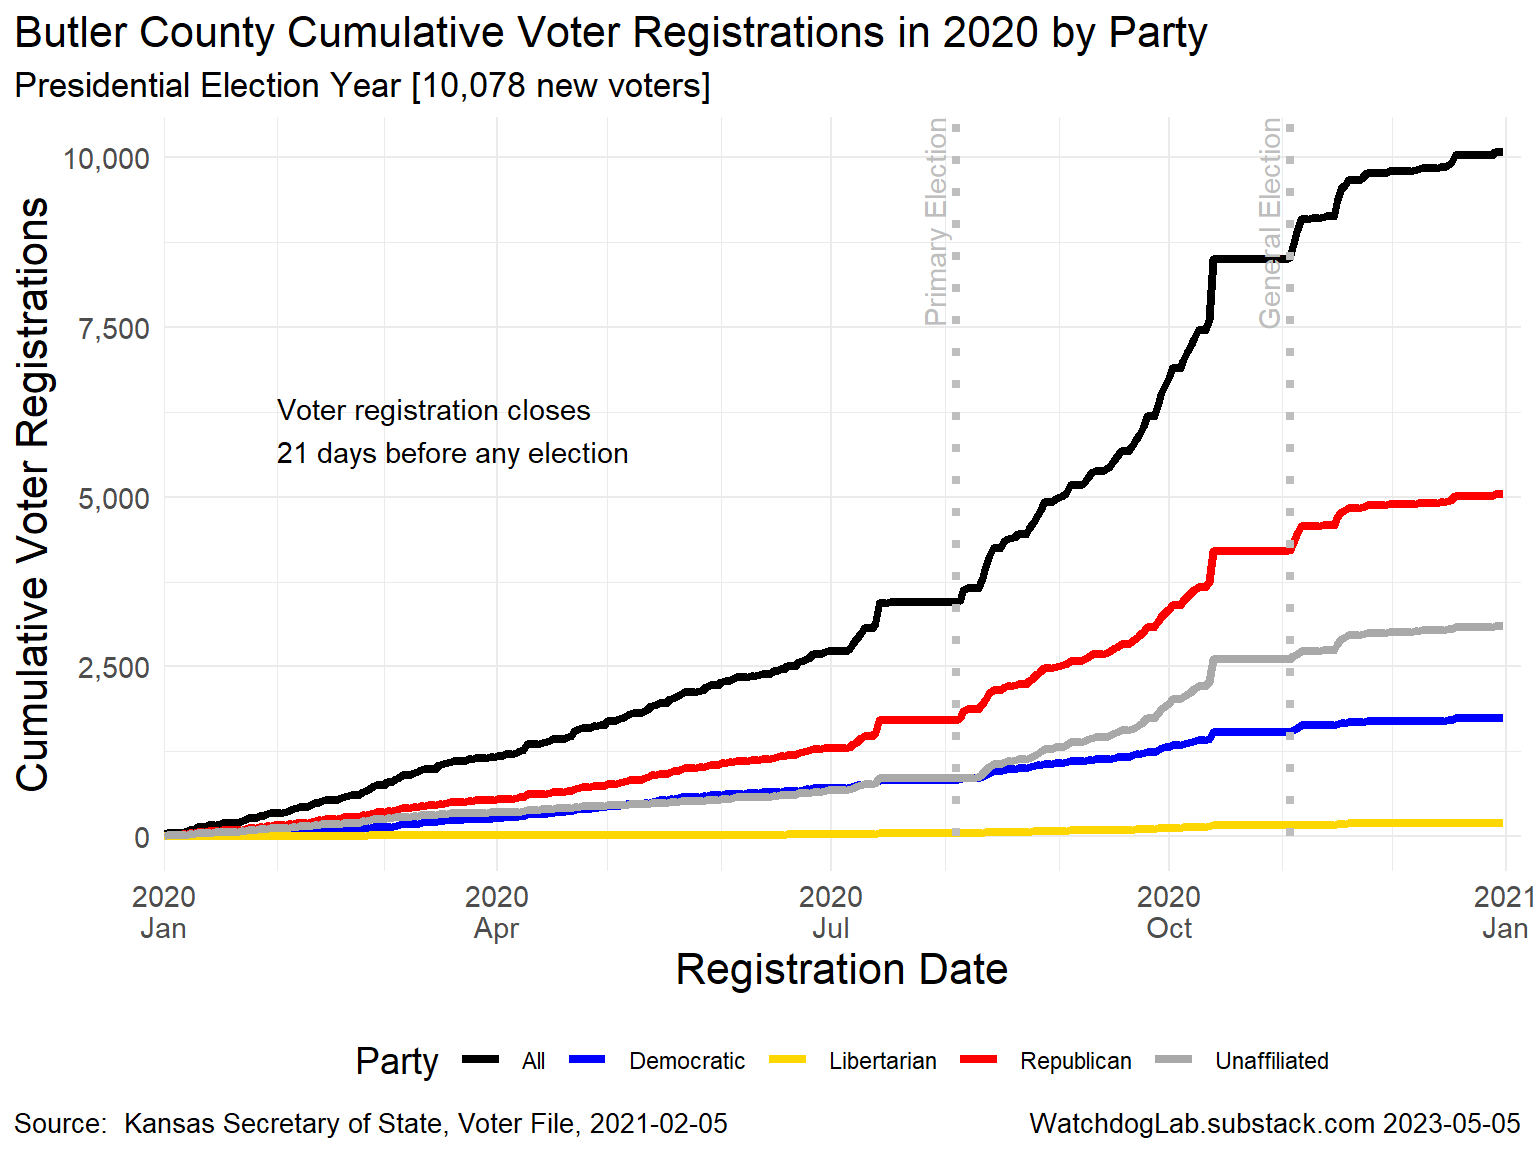 Butler County Cumulative Voter Registrations in 2020 by Party
Presidential Election Year [10,078 new voters]
Cumulative Voter Registrations
10,000
7,500
5,000
2,500
0
Primary Election
General Election
Voter registration closes
21 days before any election
2020 2020 2020 2020 2021
Jan Apr Jul Oct Jan
Registration Date
Party All Democratic Libertarian Republican Unaffiliated
Source:  Kansas Secretary of State, Voter File, 2021-02-05
WatchdogLab.substack.com 2023-05-05